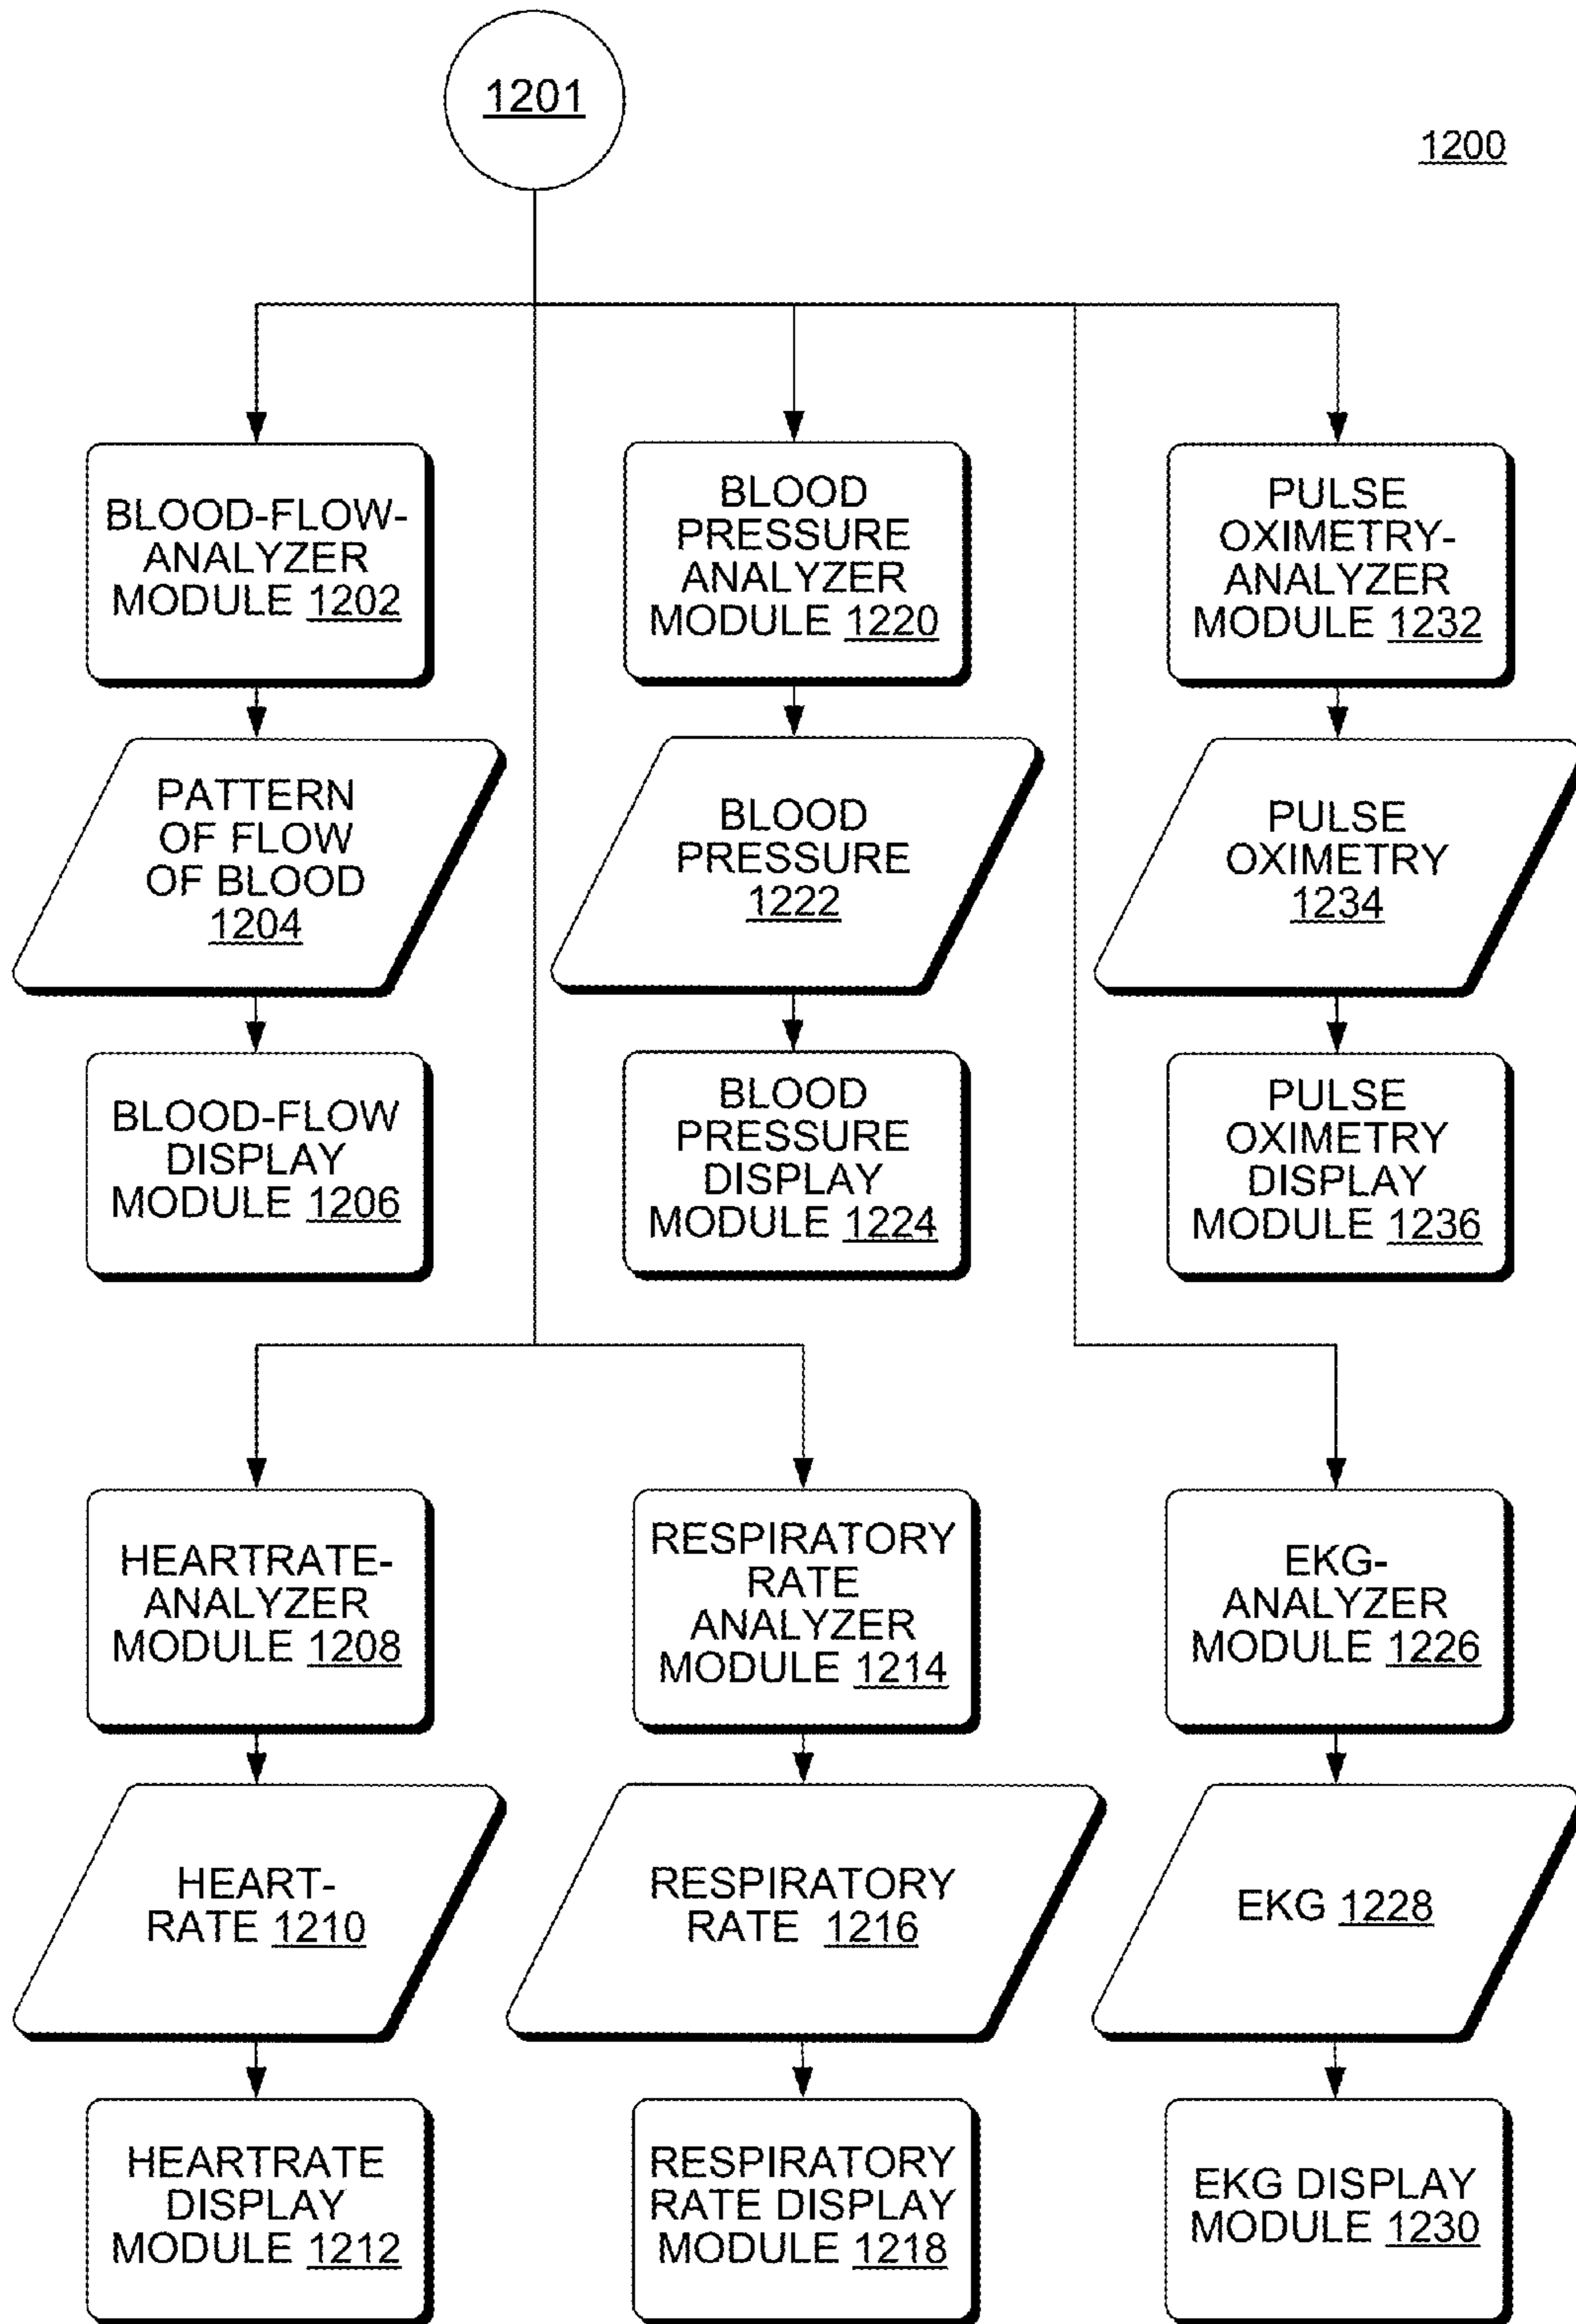 1201
1200
BLOOD-FLOW-
ANALYZER
MODULE 1202
BLOOD
PRESSURE
ANALYZER
MODULE 1220
PULSE
OXIMETRY-
ANALYZER
MODULE 1232
PATTERN
OF FLOW
OF BLOOD
1204
BLOOD
PRESSURE
1222
PULSE
OXIMETRY
1234
BLOOD-FLOW
DISPLAY
MODULE 1206
BLOOD
PRESSURE
DISPLAY
MODULE 1224
PULSE
OXIMETRY
DISPLAY
MODULE 1236
HEARTRATE-
ANALYZER
MODULE 1208
RESPIRATORY
RATE
ANALYZER
MODULE 1214
EKG-
ANALYZER
MODULE 1226
HEART-
RATE 1210
RESPIRATORY
RATE 1216
EKG 1228
HEARTRATE
DISPLAY
MODULE 1212
RESPIRATORY
RATE DISPLAY
MODULE 1218
EKG DISPLAY
MODULE 1230